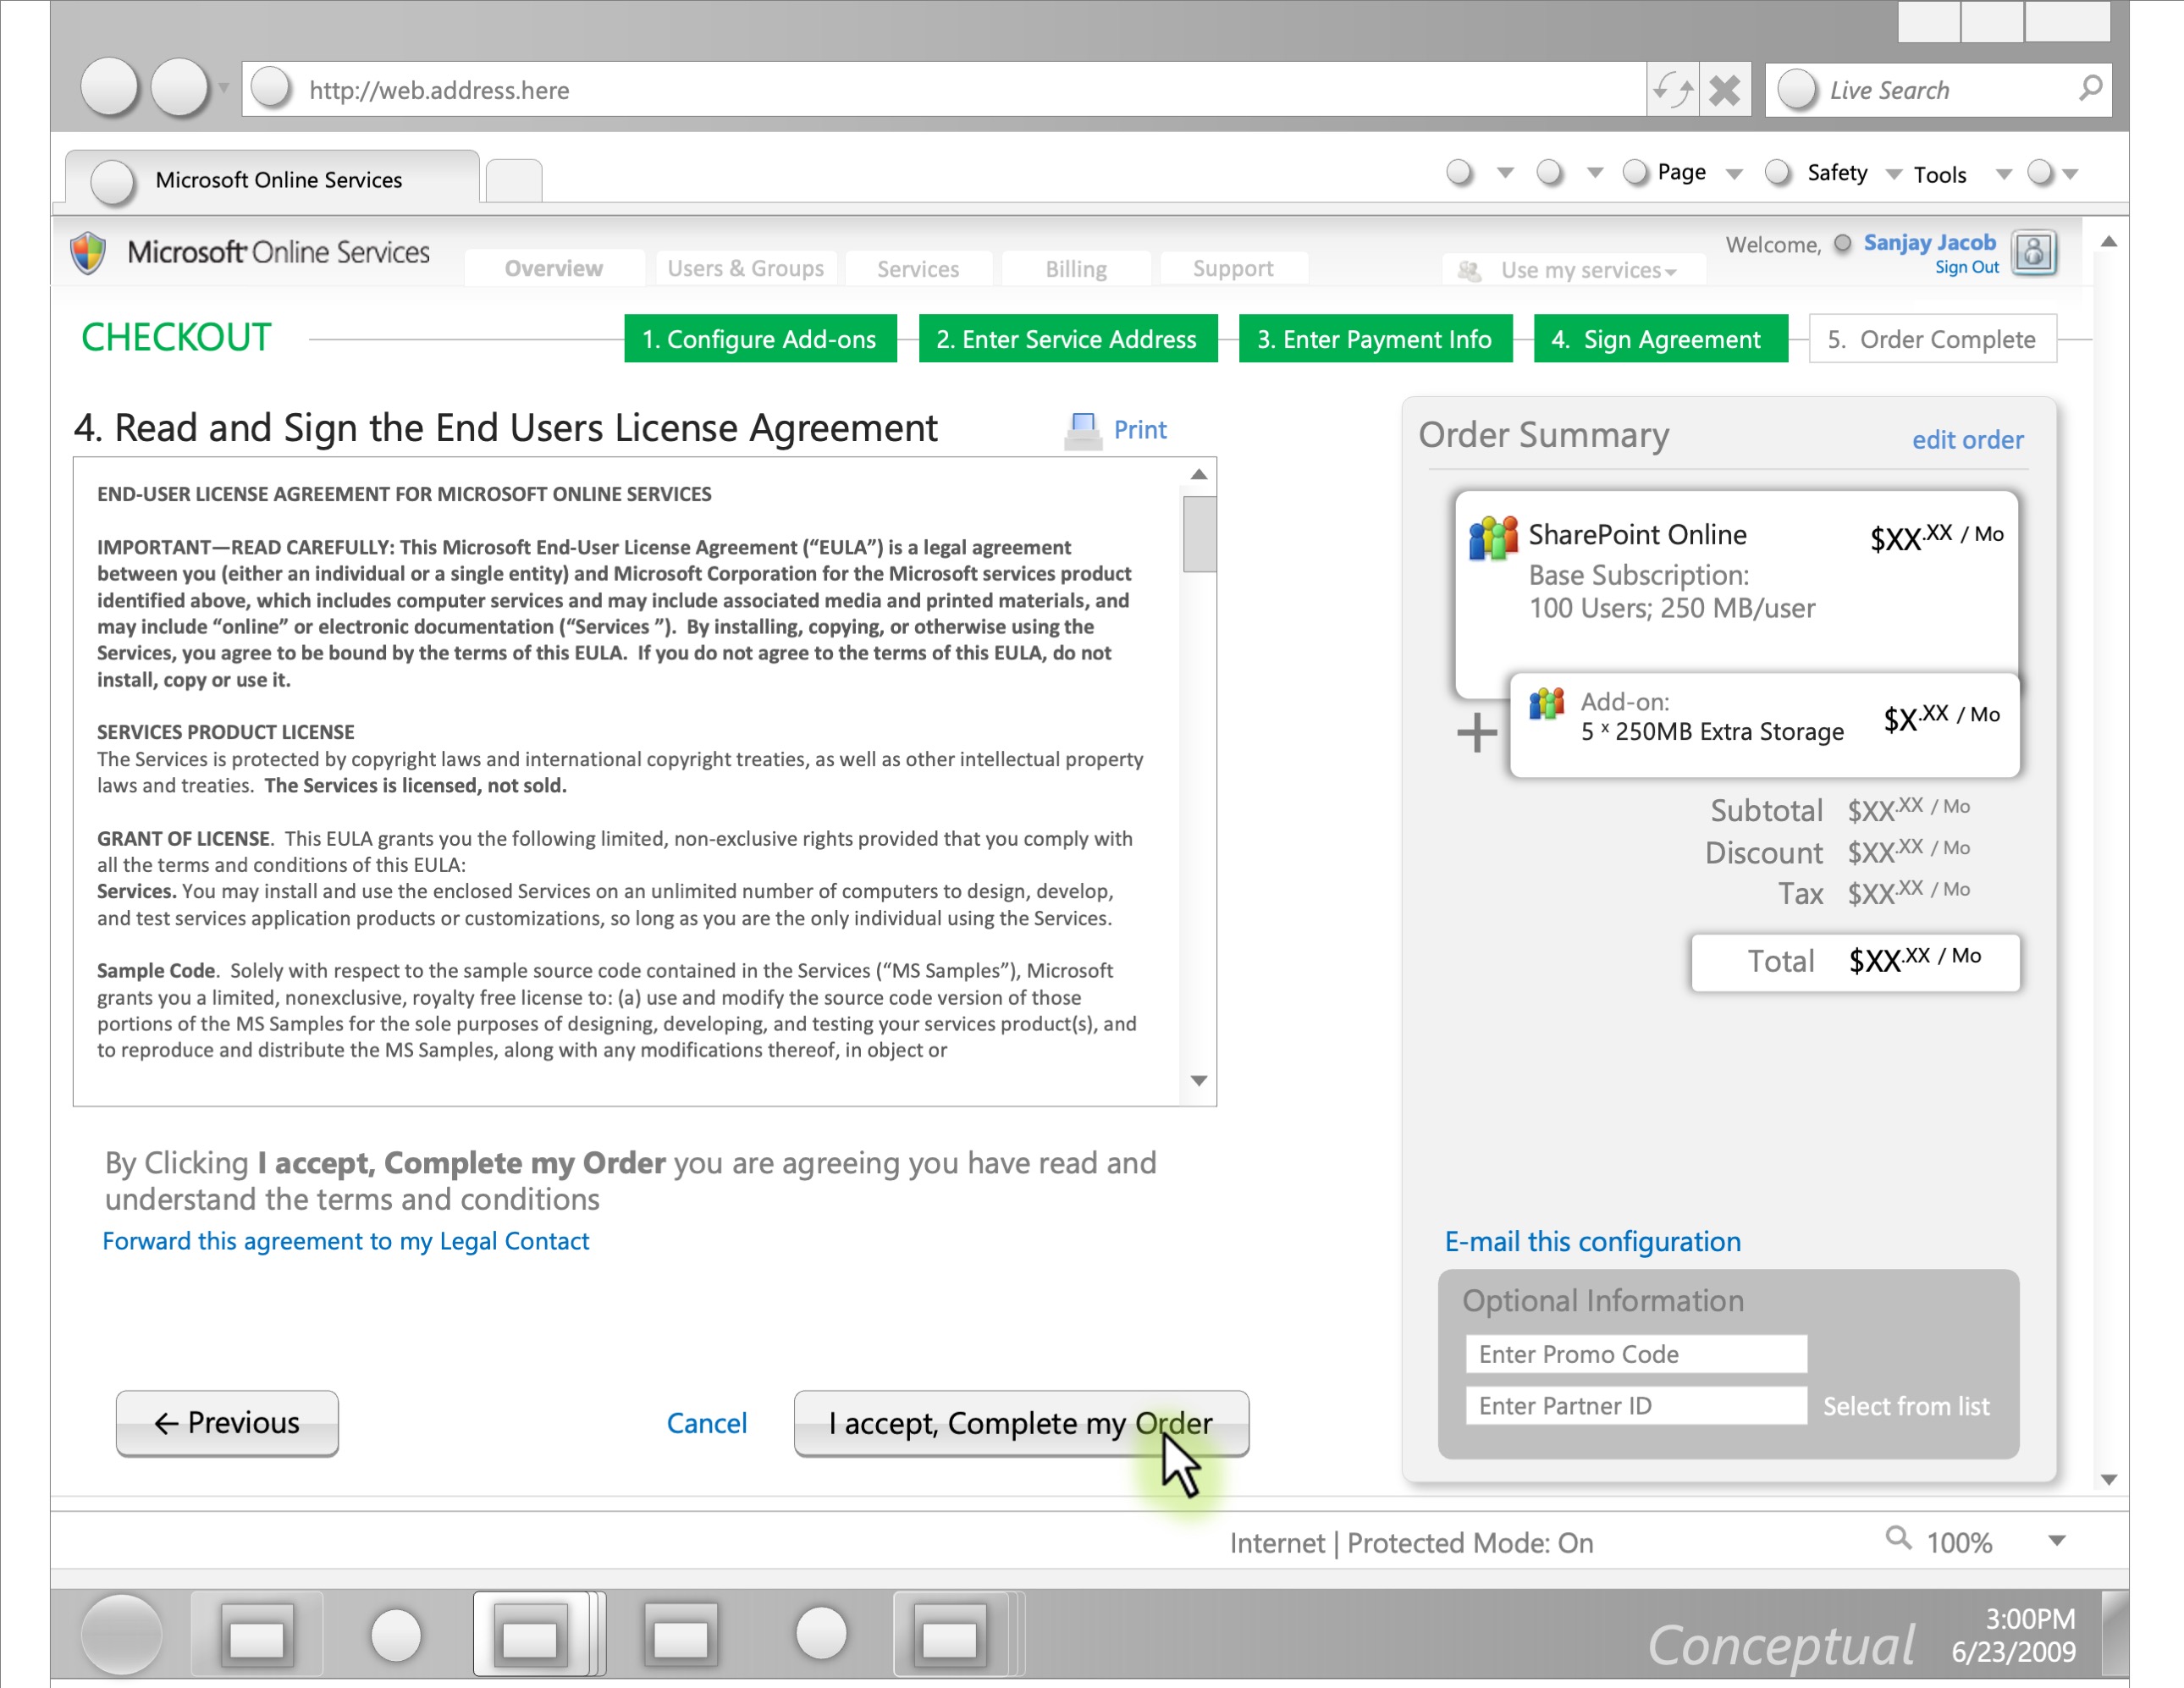 http://web.address.here
Live Search
Microsoft Online Services
Page
Safety
Tools
Microsoft Online Services
Overview
Users & Groups
Services
Billing
Support
Use my services
Welcome, Sanjay Jacob
Sign Out
CHECKOUT
1. Configure Add-ons
2. Enter Service Address
3. Enter Payment Info
4. Sign Agreement
5. Order Complete
4. Read and Sign the End Users License Agreement
Print
END-USER LICENSE AGREEMENT FOR MICROSOFT ONLINE SERVICES
IMPORTANT—READ CAREFULLY: This Microsoft End-User License Agreement (“EULA”) is a legal agreement
between you (either an individual or a single entity) and Microsoft Corporation for the Microsoft services product
identified above, which includes computer services and may include associated media and printed materials, and
may include “online” or electronic documentation (“Services ”). By installing, copying, or otherwise using the
Services, you agree to be bound by the terms of this EULA. If you do not agree to the terms of this EULA, do not
install, copy or use it.
SERVICES PRODUCT LICENSE
The Services is protected by copyright laws and international copyright treaties, as well as other intellectual property
laws and treaties. The Services is licensed, not sold.
GRANT OF LICENSE. This EULA grants you the following limited, non-exclusive rights provided that you comply with
all the terms and conditions of this EULA:
Services. You may install and use the enclosed Services on an unlimited number of computers to design, develop,
and test services application products or customizations, so long as you are the only individual using the Services.
Sample Code. Solely with respect to the sample source code contained in the Services (“MS Samples”), Microsoft
grants you a limited, nonexclusive, royalty free license to: (a) use and modify the source code version of those
portions of the MS Samples for the sole purposes of designing, developing, and testing your services product(s), and
to reproduce and distribute the MS Samples, along with any modifications thereof, in object or
By Clicking I accept, Complete my Order you are agreeing you have read and
understand the terms and conditions
Forward this agreement to my Legal Contact
← Previous
Cancel
I accept, Complete my Order
Order Summary
edit order
SharePoint Online $XX.XX / Mo
Base Subscription:
100 Users; 250 MB/user
Add-on:
5 x 250MB Extra Storage $X.XX / Mo
Subtotal $XX.XX / Mo
Discount $XX.XX / Mo
Tax $XX.XX / Mo
Total $XX.XX / Mo
E-mail this configuration
Optional Information
Enter Promo Code
Enter Partner ID
Select from list
Internet | Protected Mode: On
100%
Conceptual
3:00PM
6/23/2009